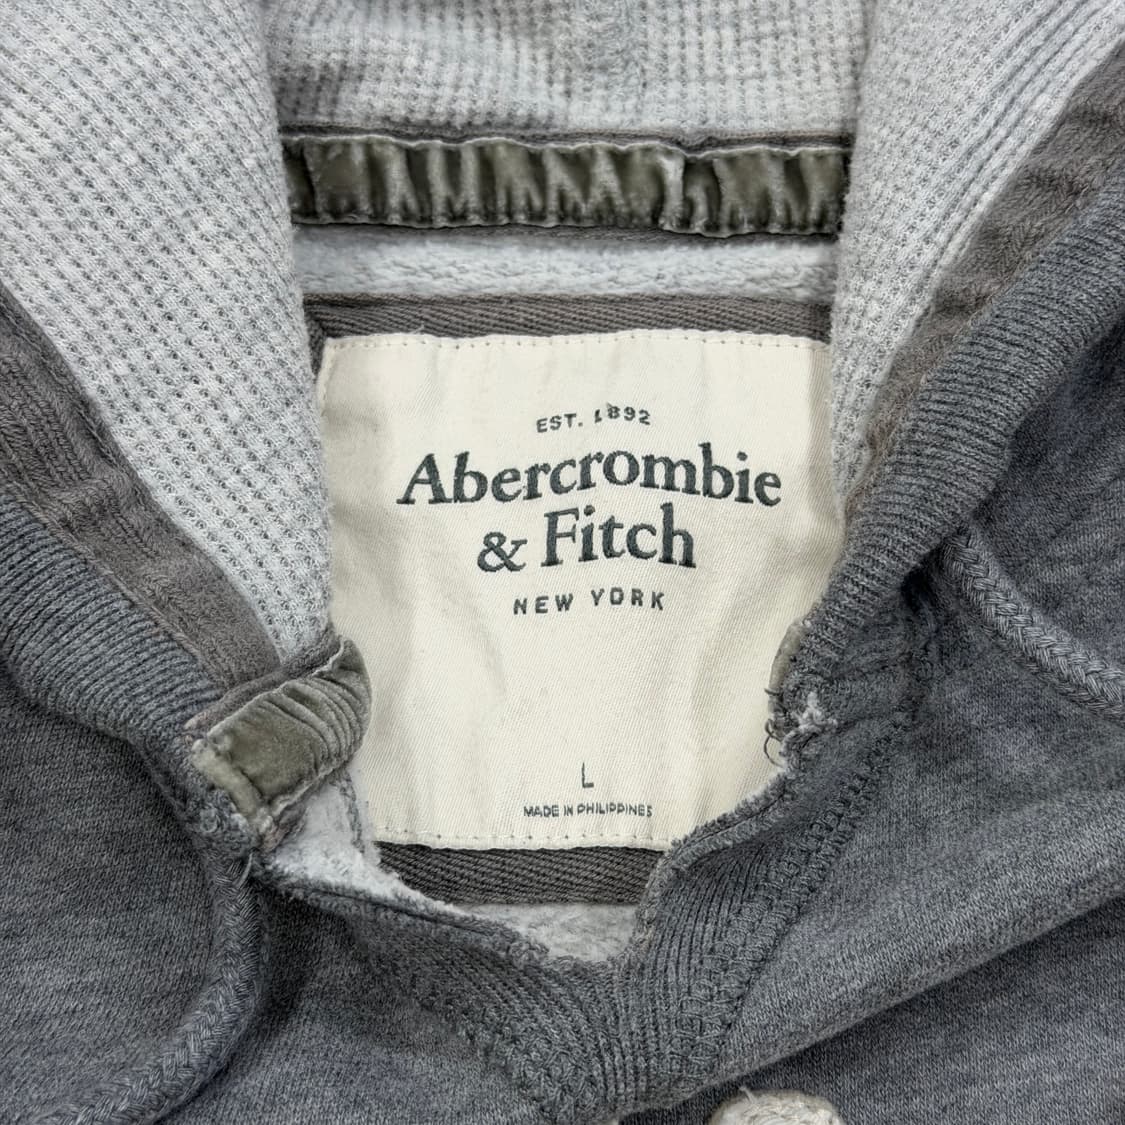 EST. 1892
Abercrombie
& Fitch
NEW YORK
L
MADE IN PHILIPPINES